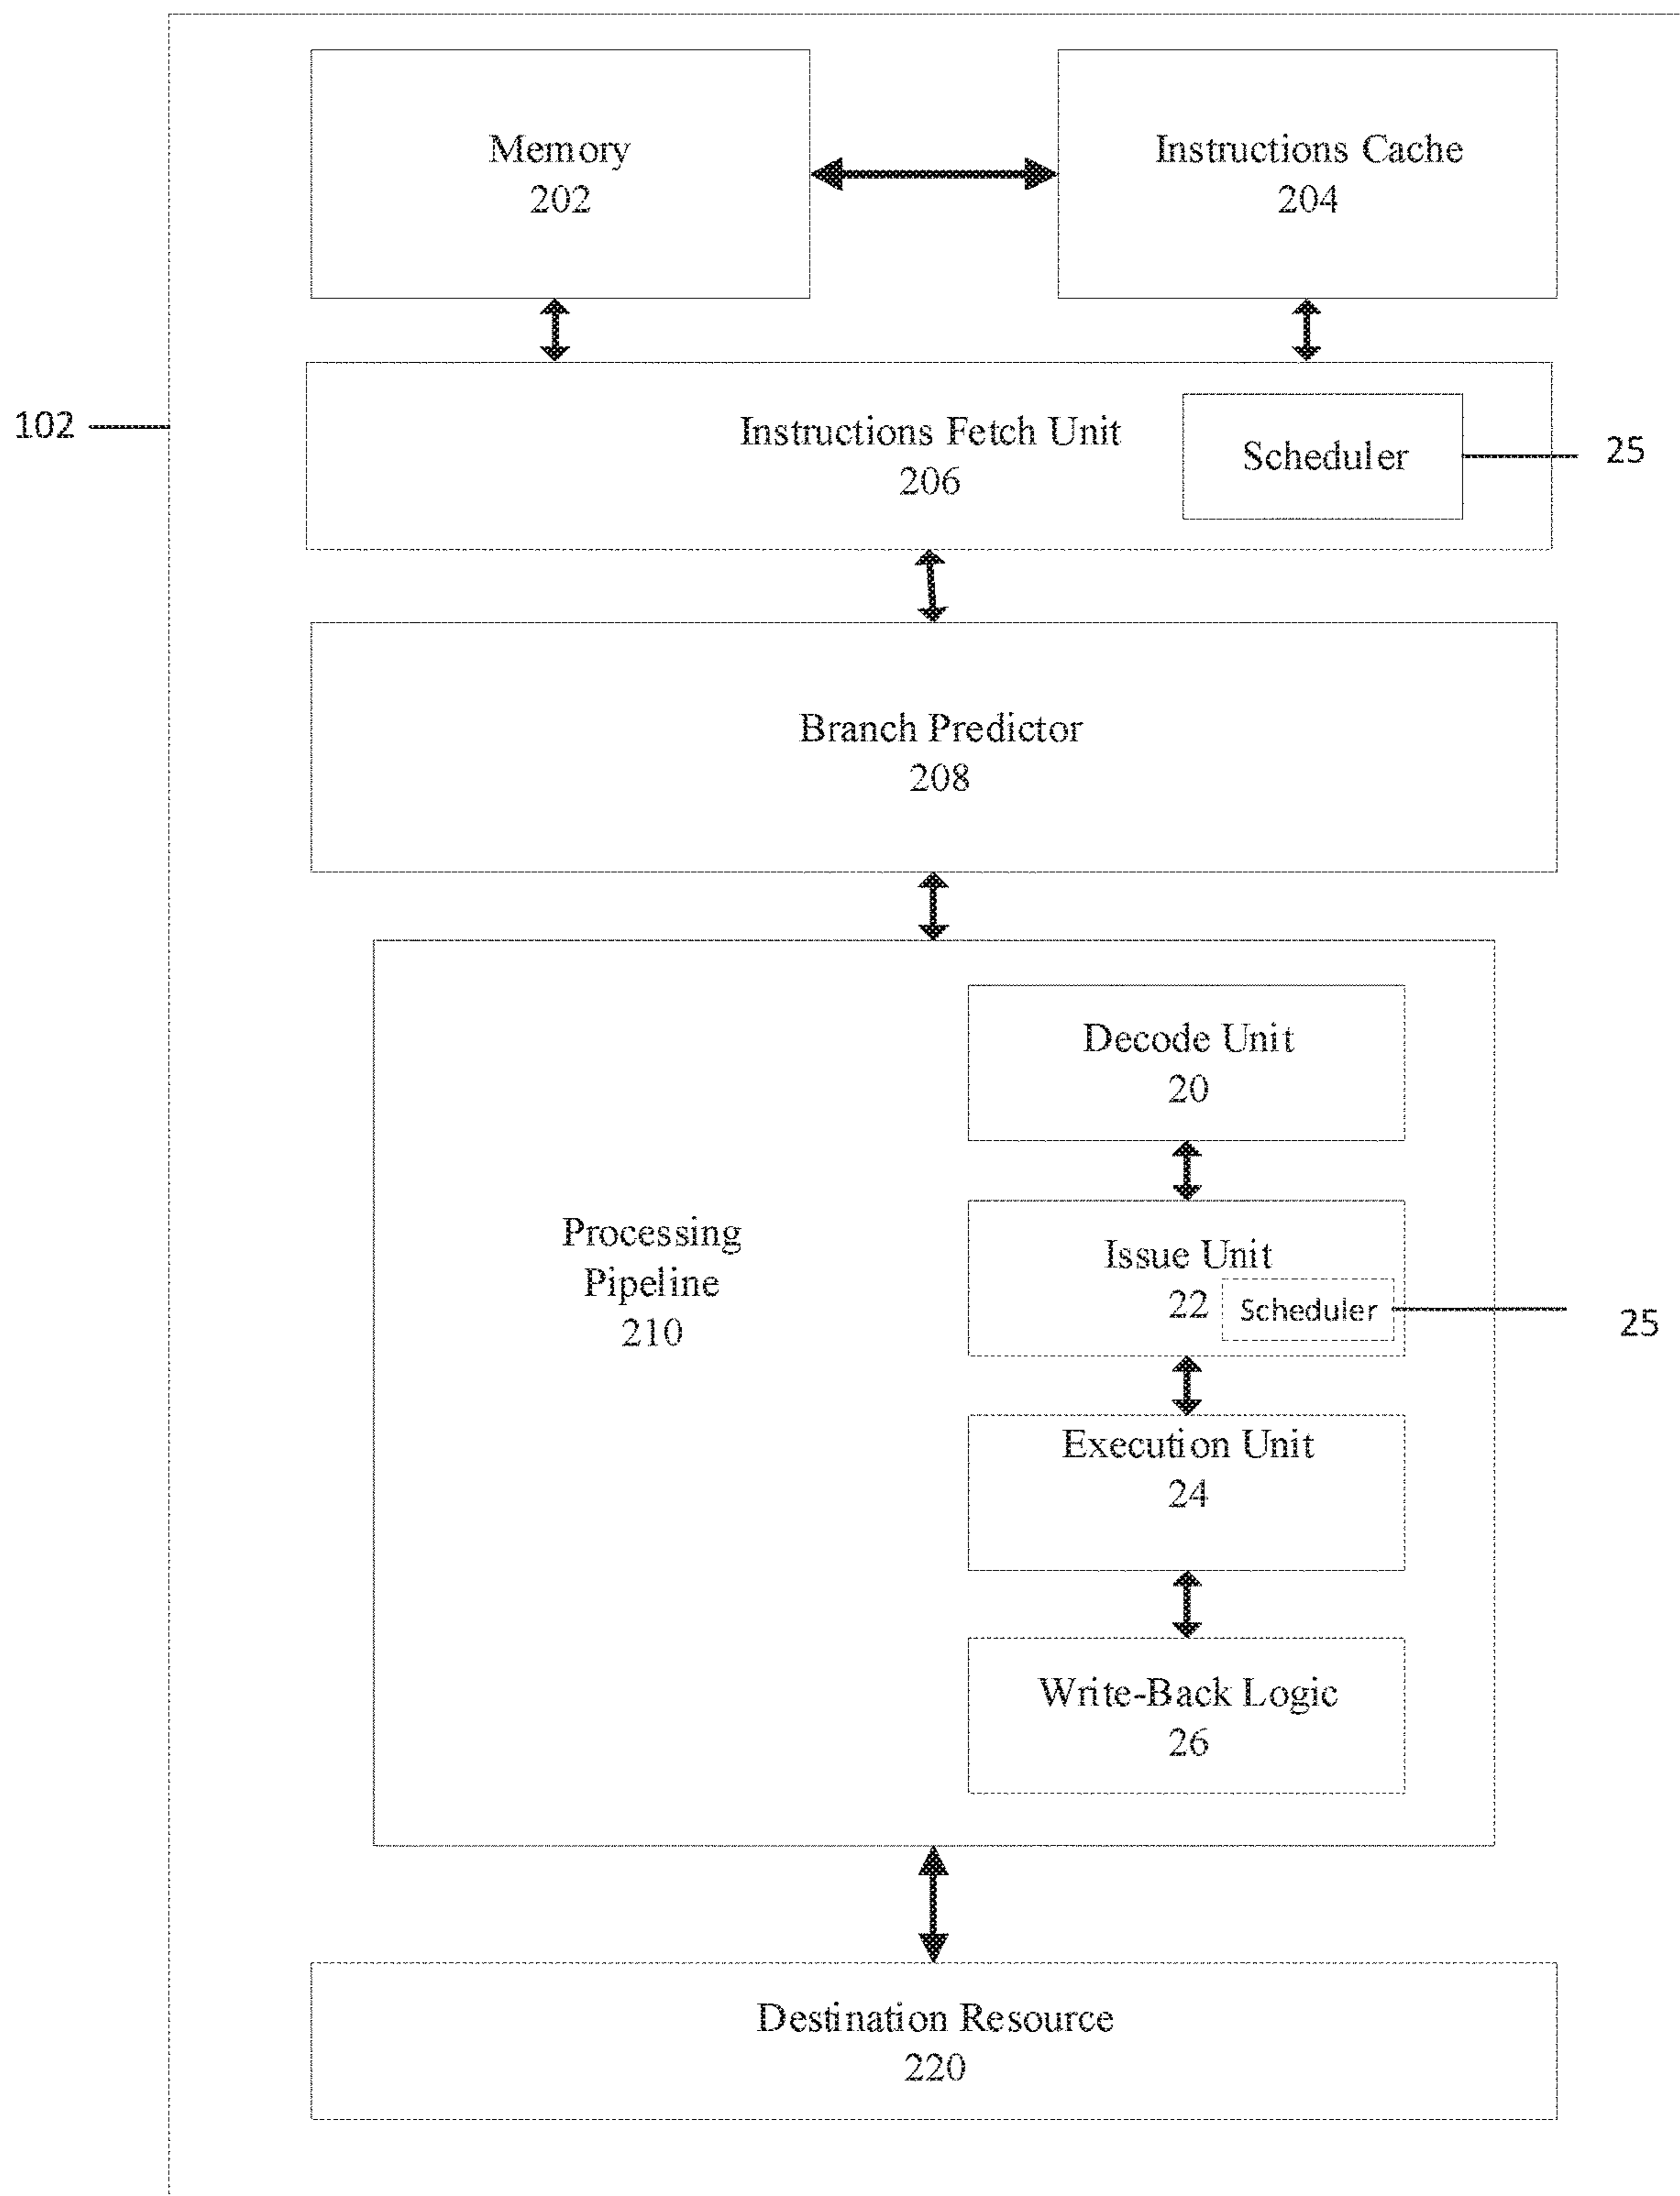 Memory
202
Instructions Cache
204
102
Instructions Fetch Unit
206
Scheduler
25
Branch Predictor
208
Decode Unit
20
Processing
Pipeline
210
Issue Unit
22
Scheduler
25
Execution Unit
24
Write-Back Logic
26
Destination Resource
220